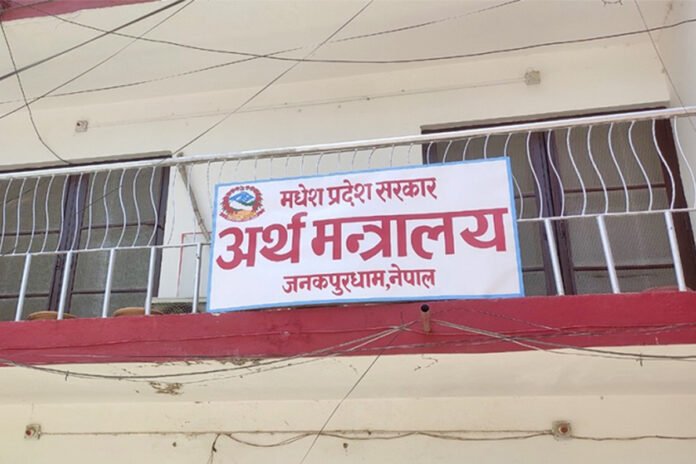 मधेश प्रदेश सरकार
अर्थ मन्त्रालय
जनकपुरधाम,नेपाल